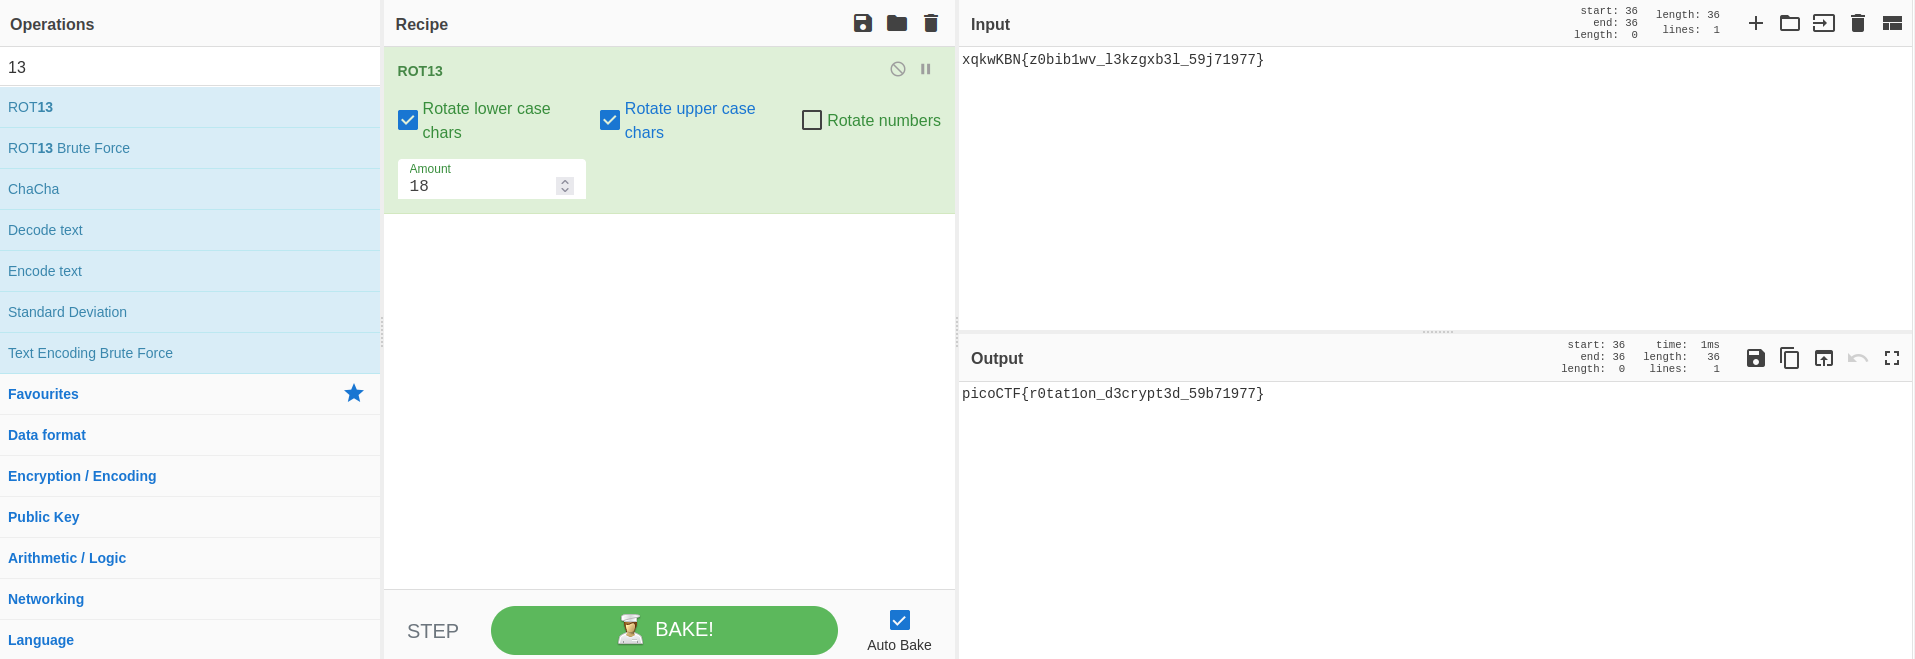 Operations
13
ROT13
ROT13 Brute Force
ChaCha
Decode text
Encode text
Standard Deviation
Text Encoding Brute Force
Favourites
Data format
Encryption / Encoding
Public Key
Arithmetic / Logic
Networking
Language
Recipe
ROT13
Rotate lower case
chars
Rotate upper case
chars
Rotate numbers
Amount
18
STEP
BAKE!
Auto Bake
Input
start: 36
end: 36
length: 0
length: 36
lines: 1
xqkwKBN{z0bib1wv_l3kzgxb3l_59j71977}
Output
start: 36
end: 36
length: 0
time: 1ms
length: 36
lines: 1
picoCTF{r0tat1on_d3crypt3d_59b71977}